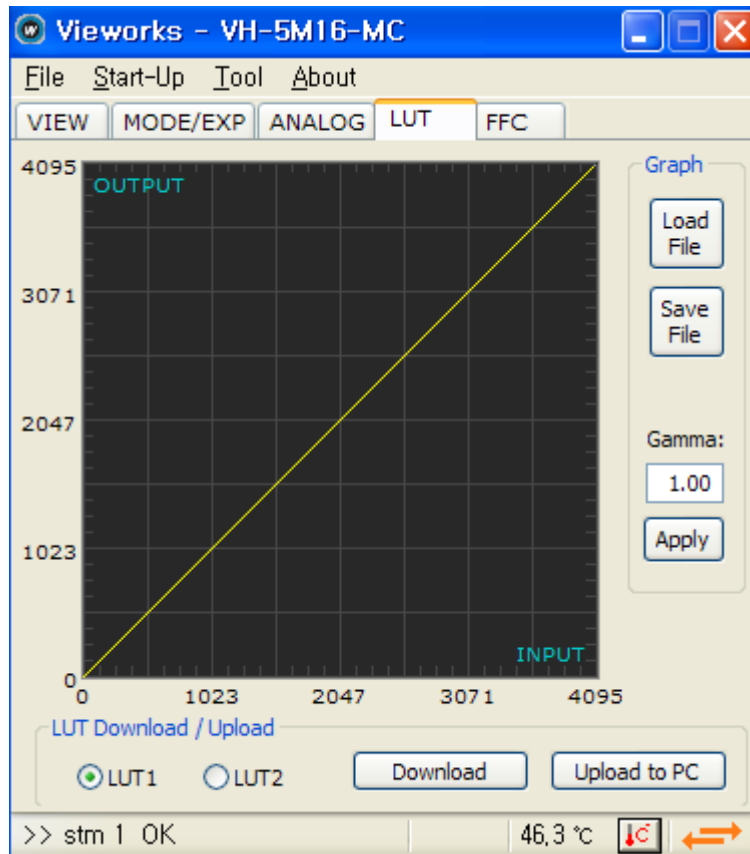 Vieworks - VH-5M16-MC
File Start-Up Tool About
VIEW MODE/EXP ANALOG LUT FFC
4095
OUTPUT
3071
2047
1023
0
INPUT
0 1023 2047 3071 4095
Graph
Load
File
Save
File
Gamma:
1.00
Apply
LUT Download / Upload
LUT1 LUT2 Download Upload to PC
>> stm 1 OK 46,3 ℃ ℃